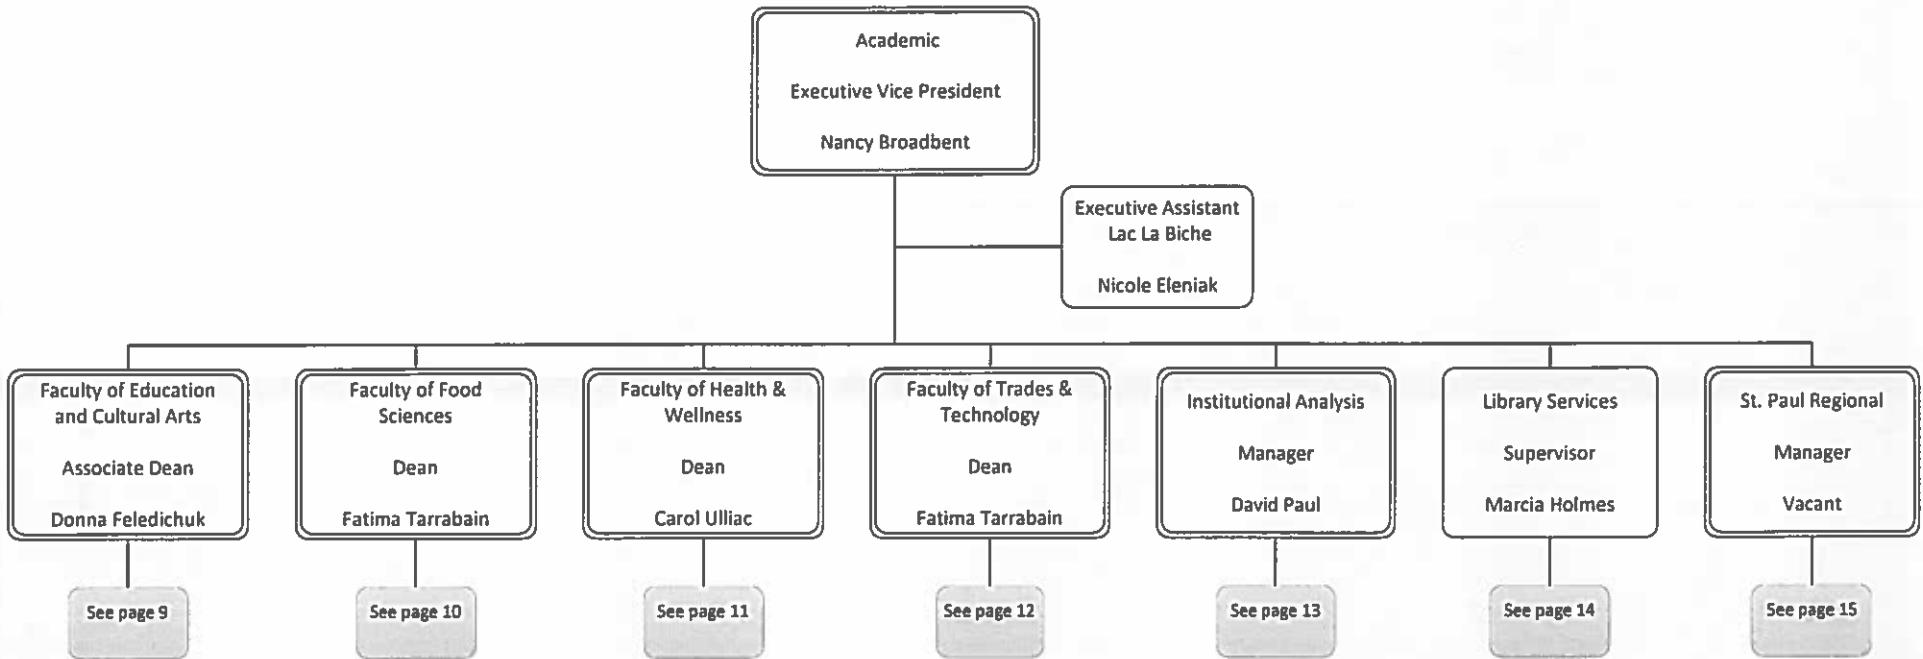 Academic
Executive Vice President
Nancy Broadbent
Executive Assistant
Lac La Biche
Nicole Eleniak
Faculty of Education
and Cultural Arts
Associate Dean
Donna Feledichuk
Faculty of Food
Sciences
Dean
Fatima Tarrabain
Faculty of Health &
Wellness
Dean
Carol Ulliac
Faculty of Trades &
Technology
Dean
Fatima Tarrabain
Institutional Analysis
Manager
David Paul
Library Services
Supervisor
Marcia Holmes
St. Paul Regional
Manager
Vacant
See page 9
See page 10
See page 11
See page 12
See page 13
See page 14
See page 15